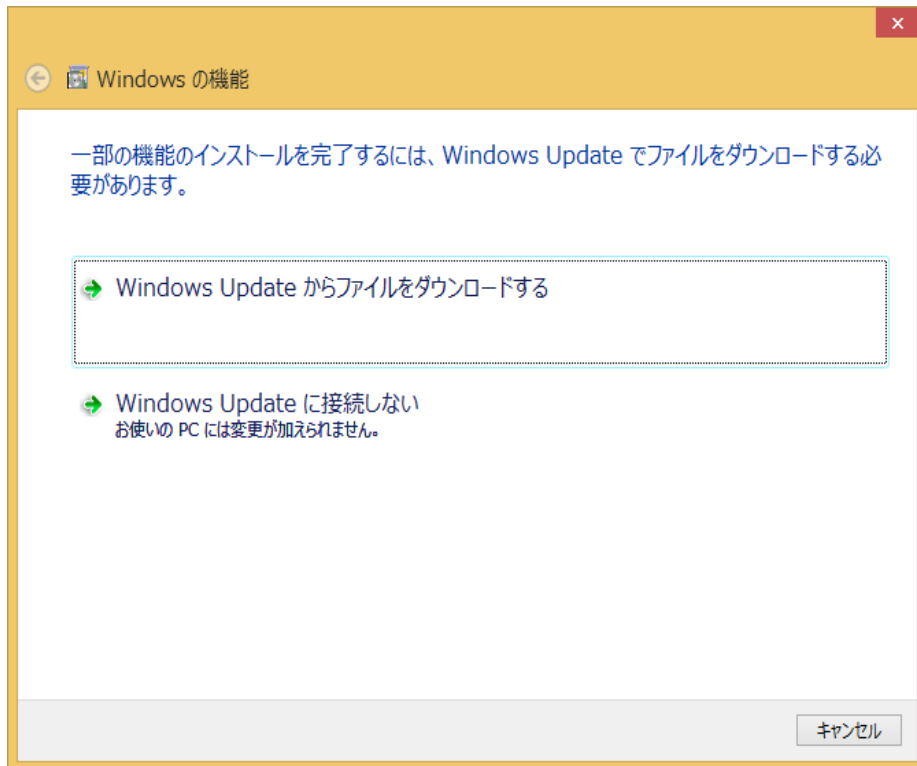 Windows の機能
一部の機能のインストールを完了するには、Windows Update でファイルをダウンロードする必
要があります。
Windows Update からファイルをダウンロードする
Windows Update に接続しない
お使いの PC には変更が加えられません。
キャンセル